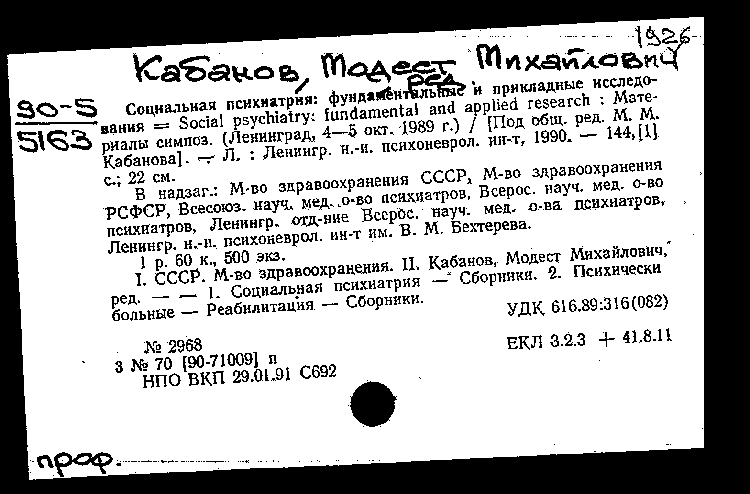 1926
Кабанов, Модест Михайлович
ред.
90-5
5163
Социальная психиатрия: фундаментальные и прикладные исследо-
вания = Social psychiatry: fundamental and applied research : Мате-
риалы симпоз. (Ленинград, 4—5 окт. 1989 г.) / [Под общ. ред. М. М.
Кабанова]. — Л. : Ленингр. н.-и. психоневрол. ин-т, 1990. — 144,[1]
с.; 22 см.
В надзаг.: М-во здравоохранения СССР, М-во здравоохранения
РСФСР, Всесоюз. науч. мед. о-во психиатров, Всерос. науч. мед. о-во
психиатров, Ленингр. отд-ние Всерос. науч. мед. о-ва психиатров,
Ленингр. н.-и. психоневрол. ин-т им. В. М. Бехтерева.
1 р. 60 к., 500 экз.
I. СССР. М-во здравоохранения. II. Кабанов, Модест Михайлович,
ред. — — 1. Социальная психиатрия — Сборники. 2. Психически
больные — Реабилитация — Сборники.
УДК 616.89:316(082)
№ 2968
ЕКЛ 3.2.3 + 41.8.11
3 № 70 [90-71009] п
НПО ВКП 29.01.91 С692
проф.